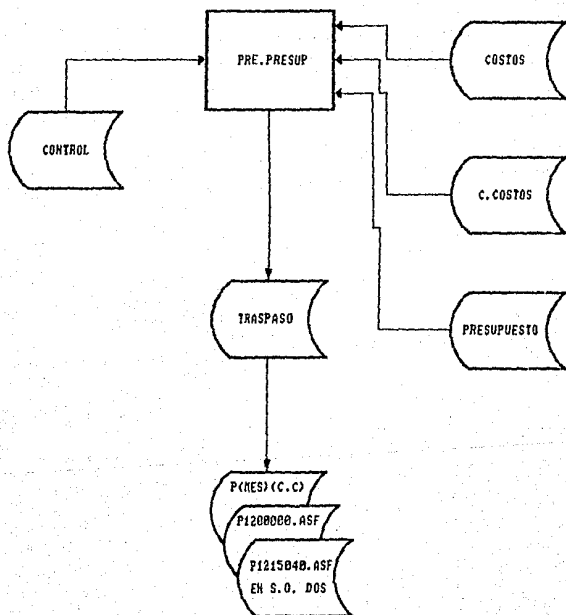 PRE.PRESUP
COSTOS
CONTROL
C.COSTOS
TRASPASO
PRESUPUESTO
P(MES)(C.C)
P1200000.ASF
P1215040.ASF
EN S.O. DOS